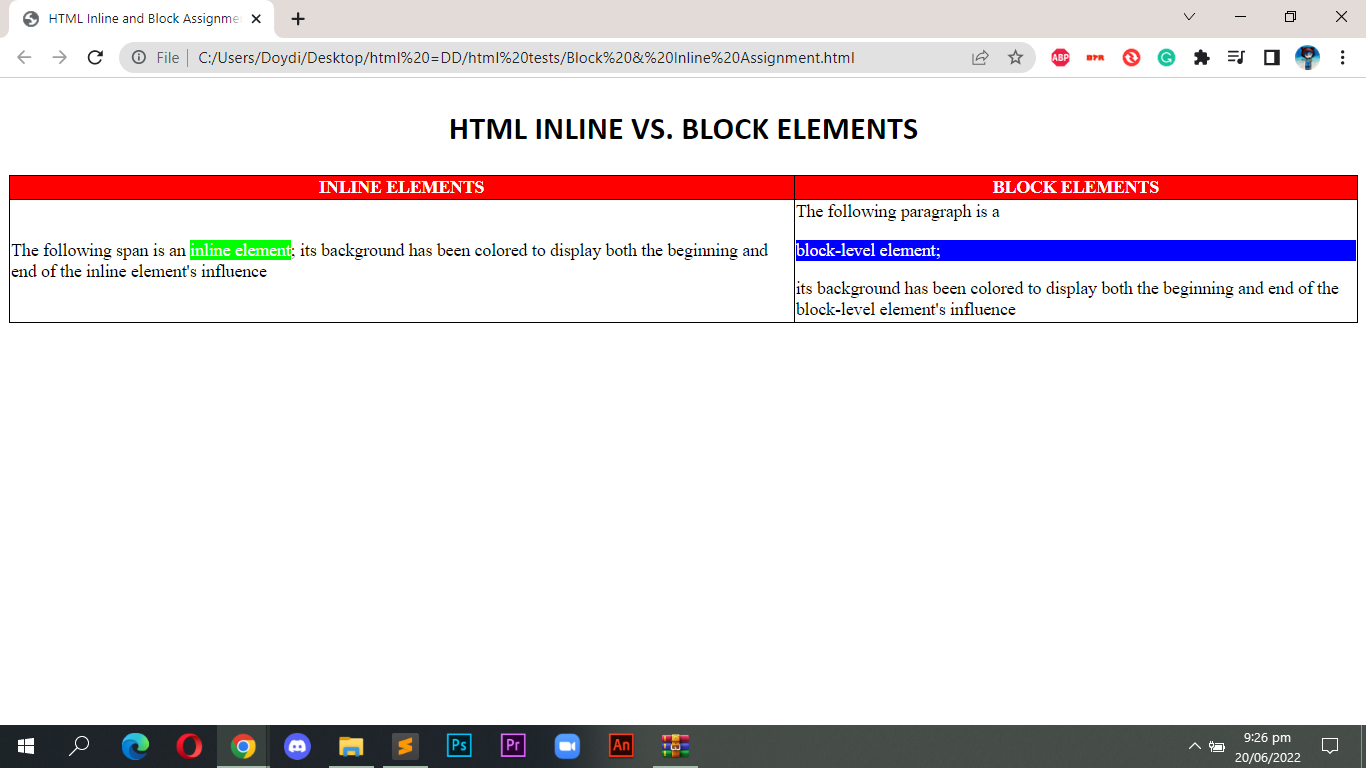 HTML Inline and Block Assignme
File
C:/Users/Doydi/Desktop/html%20=DD/html%20tests/Block%20&%20Inline%20Assignment.html
ABP
HTML INLINE VS. BLOCK ELEMENTS
INLINE ELEMENTS
The following span is an inline element; its background has been colored to display both the beginning and
end of the inline element's influence
BLOCK ELEMENTS
The following paragraph is a
block-level element;
its background has been colored to display both the beginning and end of the
block-level element's influence
Ps
Pr
An
9:26 pm
20/06/2022